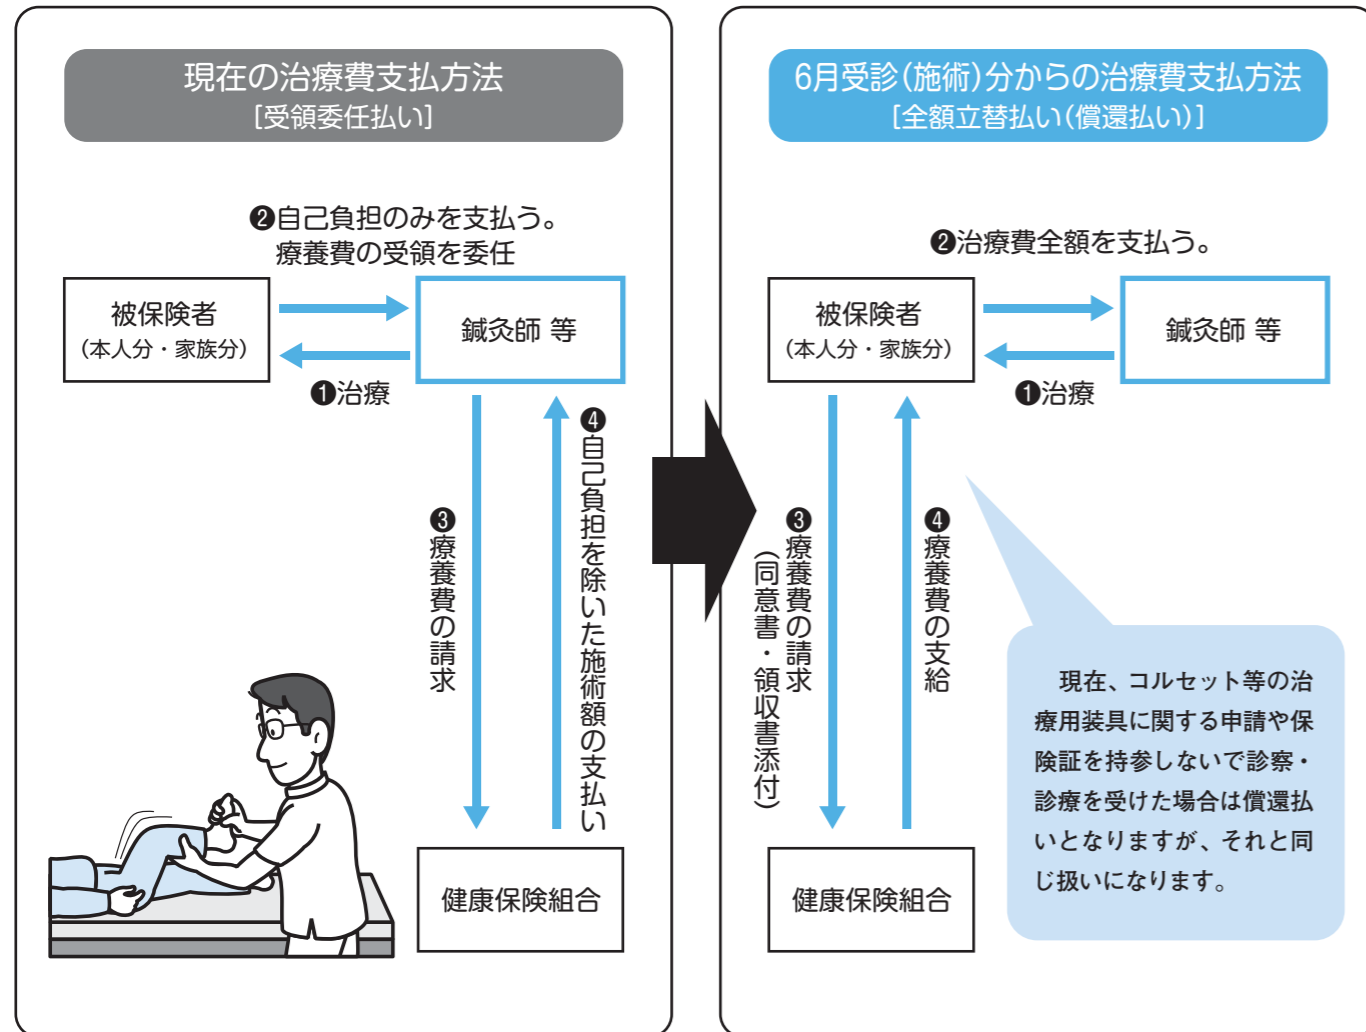 現在の治療費支払方法
[受領委任払い]
❷自己負担のみを支払う。
療養費の受領を委任
被保険者
(本人分・家族分)
鍼灸師 等
❶治療
❸療養費の請求
❹自己負担を除いた施術額の支払い
健康保険組合
6月受診(施術)分からの治療費支払方法
[全額立替払い(償還払い)]
❷治療費全額を支払う。
被保険者
(本人分・家族分)
鍼灸師 等
❶治療
❸療養費の請求
(同意書・領収書添付)
❹療養費の支給
健康保険組合
現在、コルセット等の治
療用装具に関する申請や保
険証を持参しないで診察・
診療を受けた場合は償還払
いとなりますが、それと同
じ扱いになります。